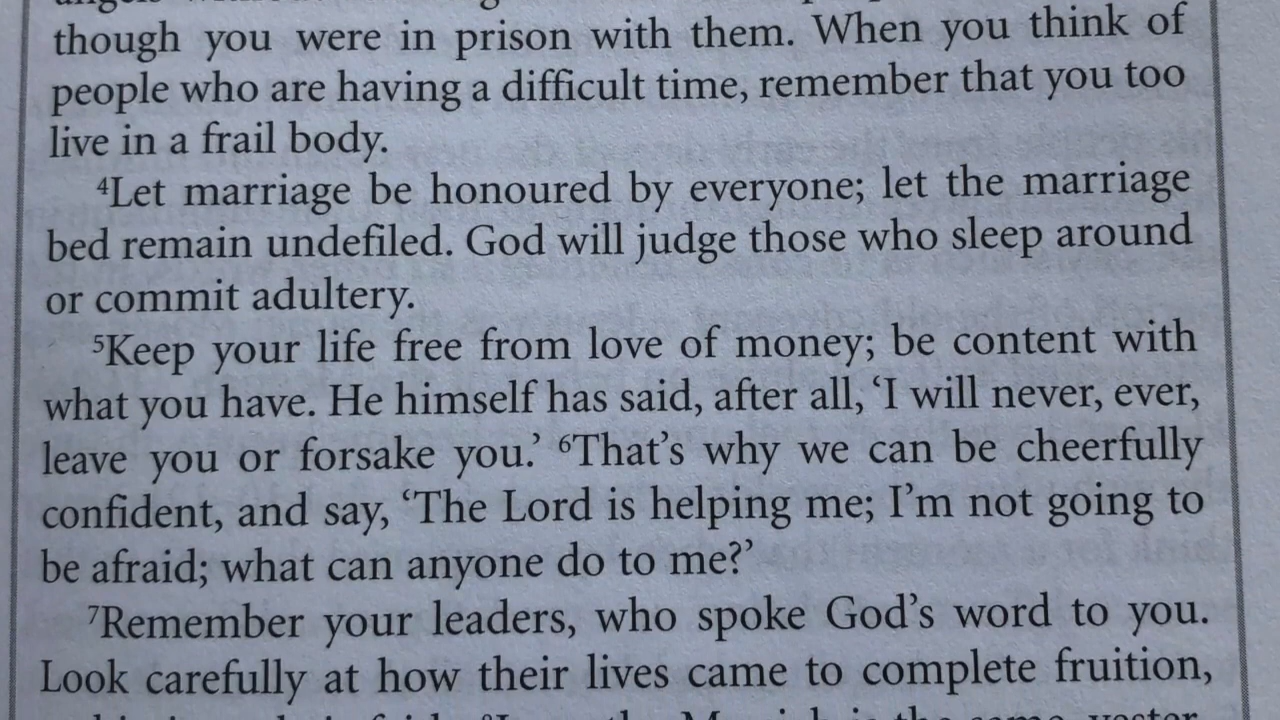 though you were in prison with them. When you think of
people who are having a difficult time, remember that you too
live in a frail body.
⁴Let marriage be honoured by everyone; let the marriage
bed remain undefiled. God will judge those who sleep around
or commit adultery.
⁵Keep your life free from love of money; be content with
what you have. He himself has said, after all, ‘I will never, ever,
leave you or forsake you.’ ⁶That’s why we can be cheerfully
confident, and say, ‘The Lord is helping me; I’m not going to
be afraid; what can anyone do to me?’
⁷Remember your leaders, who spoke God’s word to you.
Look carefully at how their lives came to complete fruition,